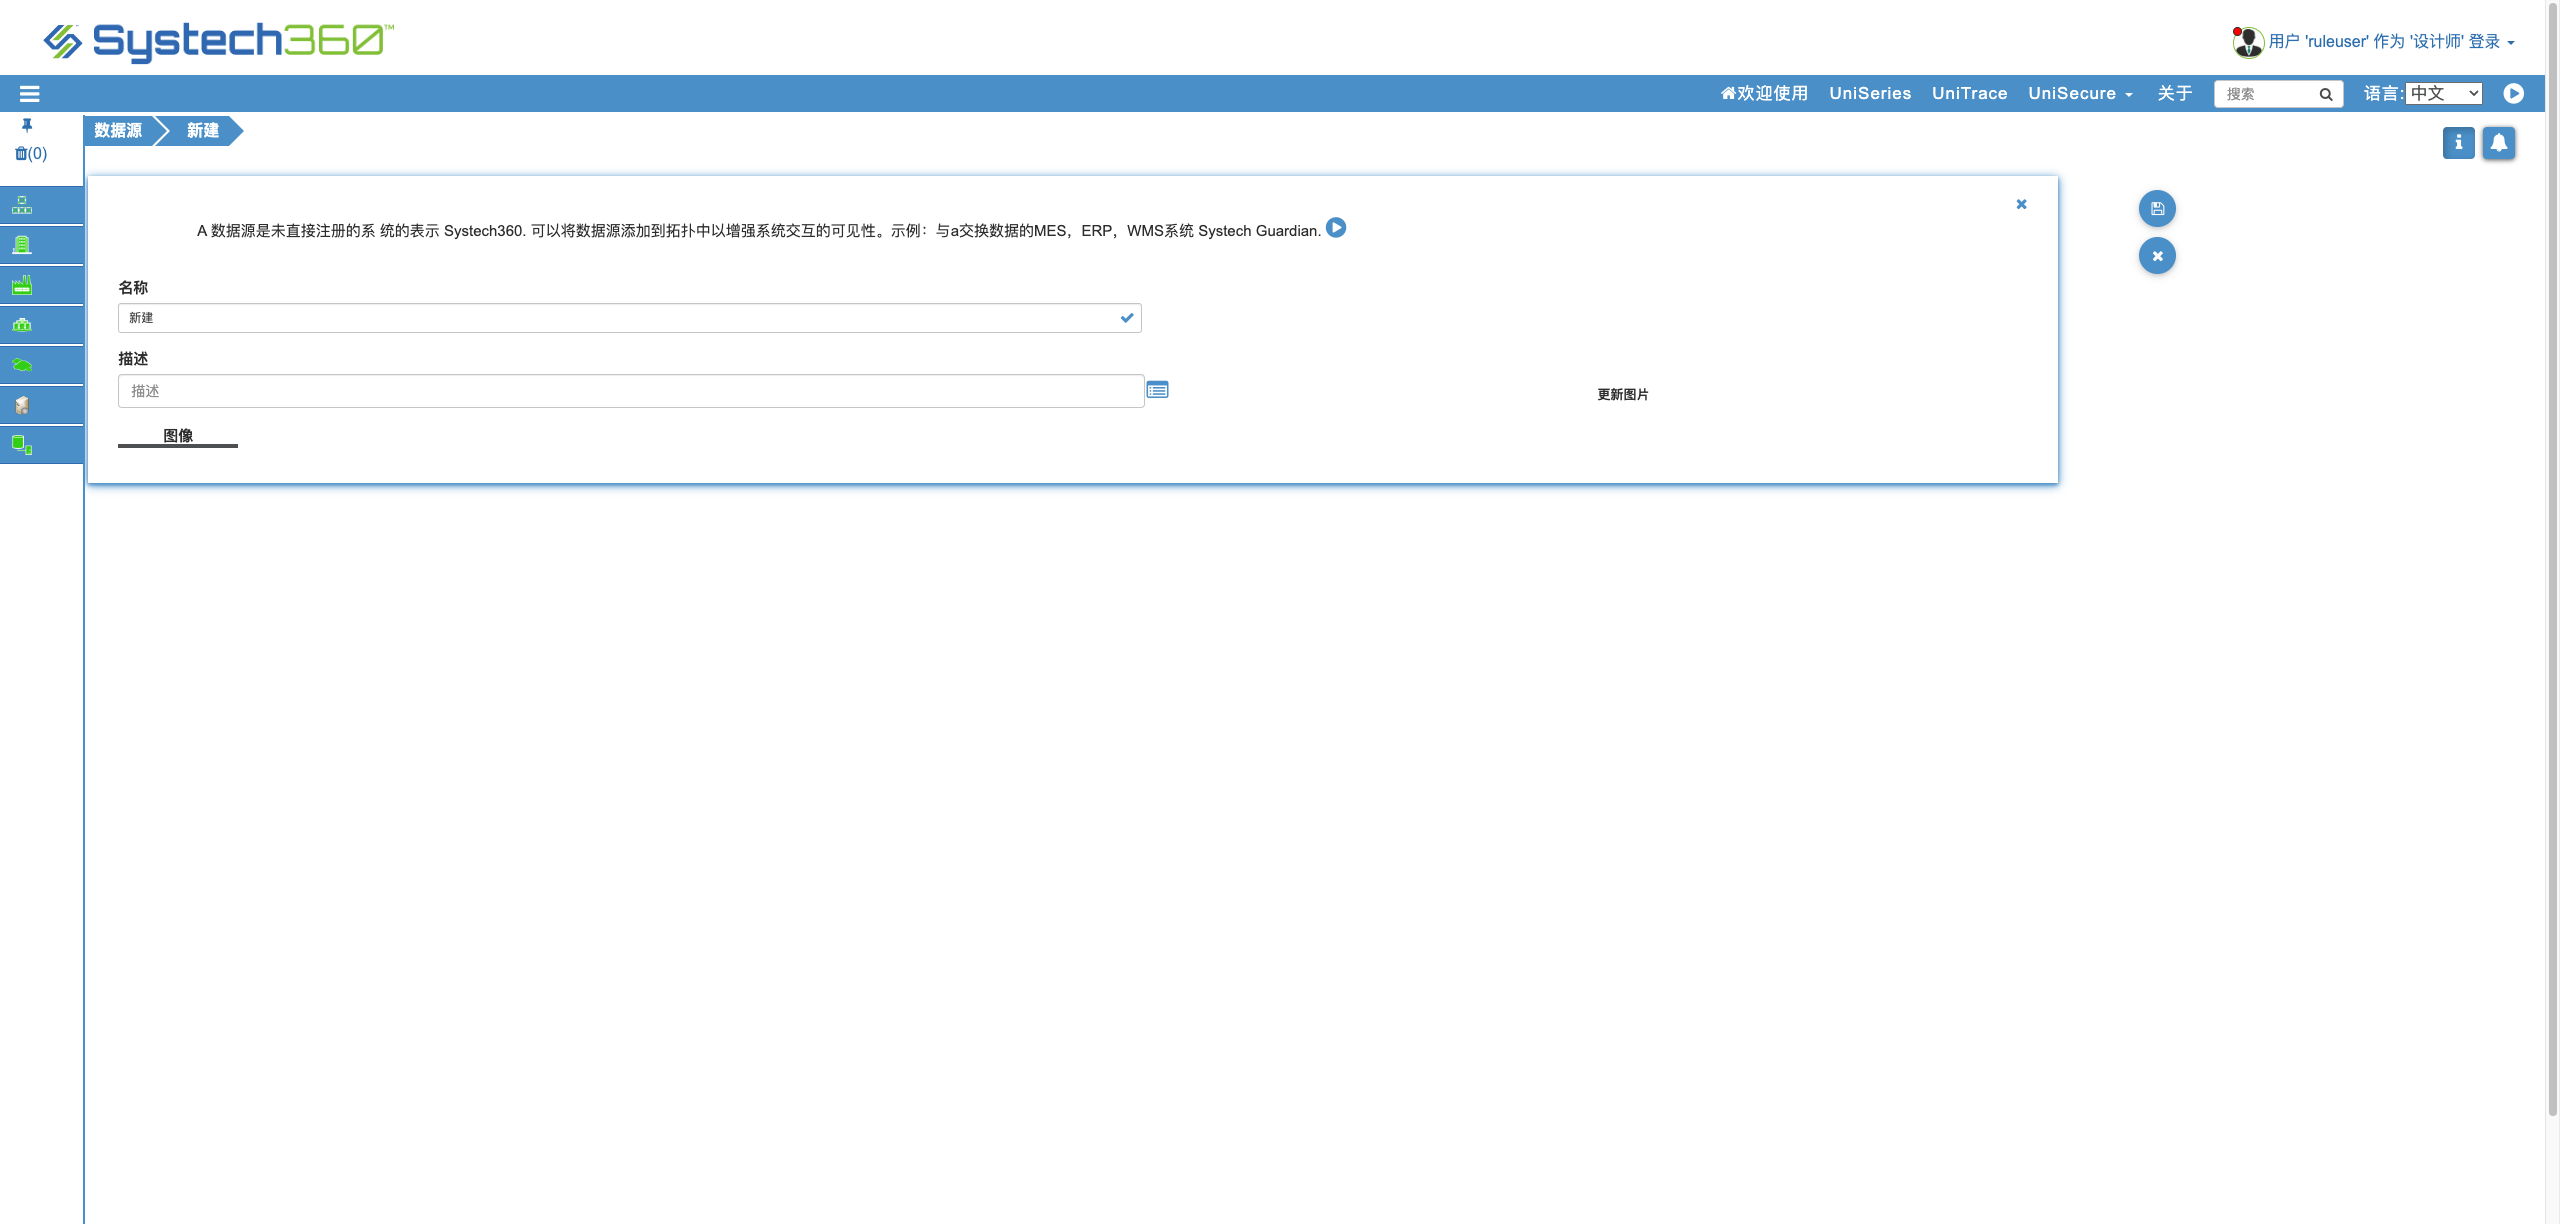 Systech360™
用户 'ruleuser' 作为 '设计师' 登录
欢迎使用 UniSeries UniTrace UniSecure 关于 搜索 语言: 中文
(0)
数据源 新建
A 数据源是未直接注册的系 统的表示 Systech360. 可以将数据源添加到拓扑中以增强系统交互的可见性。示例：与a交换数据的MES，ERP，WMS系统 Systech Guardian.
名称
新建
描述
描述
更新图片
图像